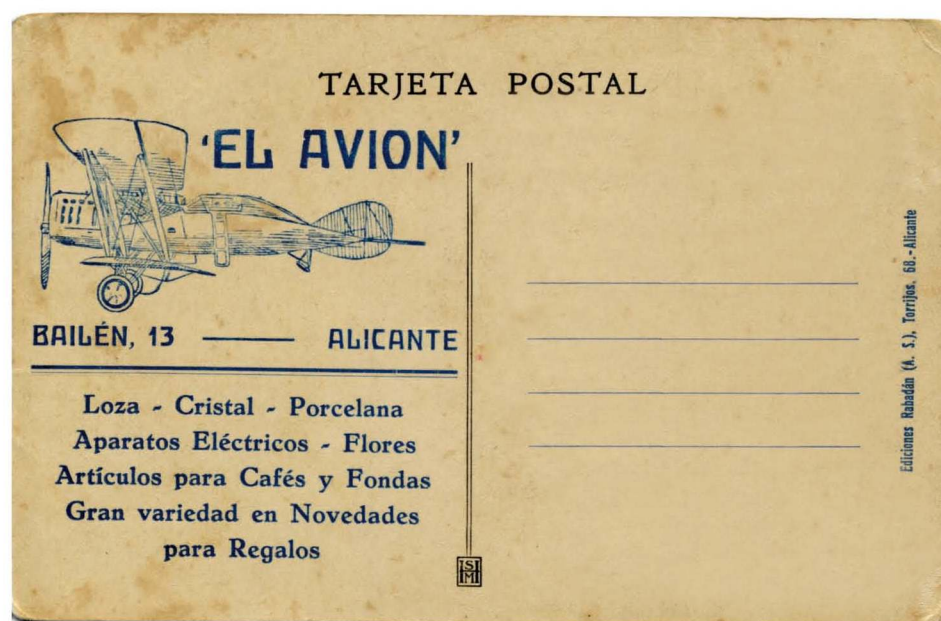 TARJETA POSTAL
'EL AVION'
BAILÉN, 13 —— ALICANTE
Loza - Cristal - Porcelana
Aparatos Eléctricos - Flores
Artículos para Cafés y Fondas
Gran variedad en Novedades
para Regalos
Ediciones Rabadán (A. S.), Torrijos, 68.-Alicante